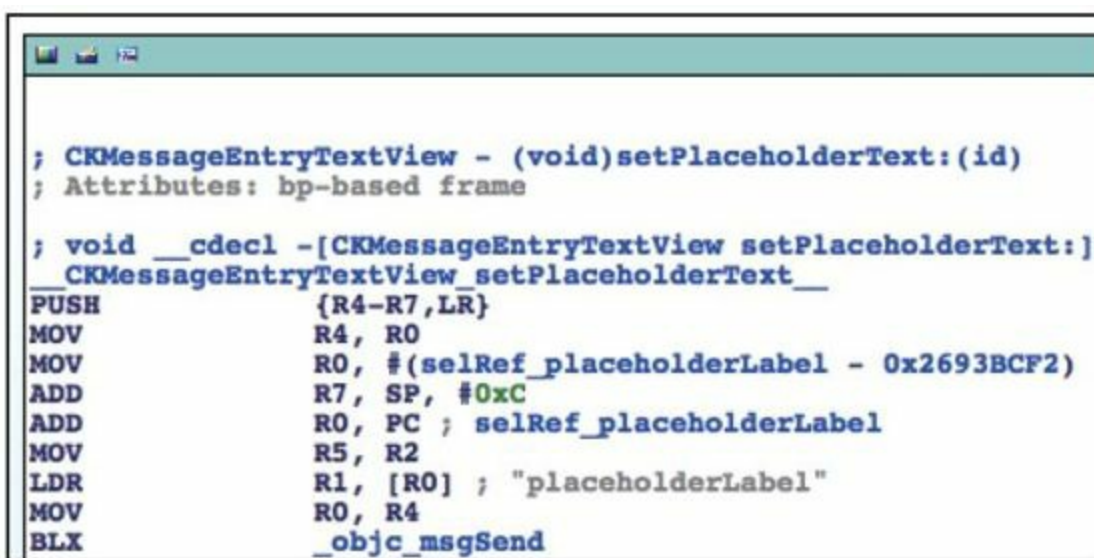 ; CKMessageEntryTextView - (void)setPlaceholderText:(id)
; Attributes: bp-based frame
; void __cdecl -[CKMessageEntryTextView setPlaceholderText:]
__CKMessageEntryTextView_setPlaceholderText__
PUSH {R4-R7,LR}
MOV R4, R0
MOV R0, #(selRef_placeholderLabel - 0x2693BCF2)
ADD R7, SP, #0xC
ADD R0, PC ; selRef_placeholderLabel
MOV R5, R2
LDR R1, [R0] ; "placeholderLabel"
MOV R0, R4
BLX _objc_msgSend